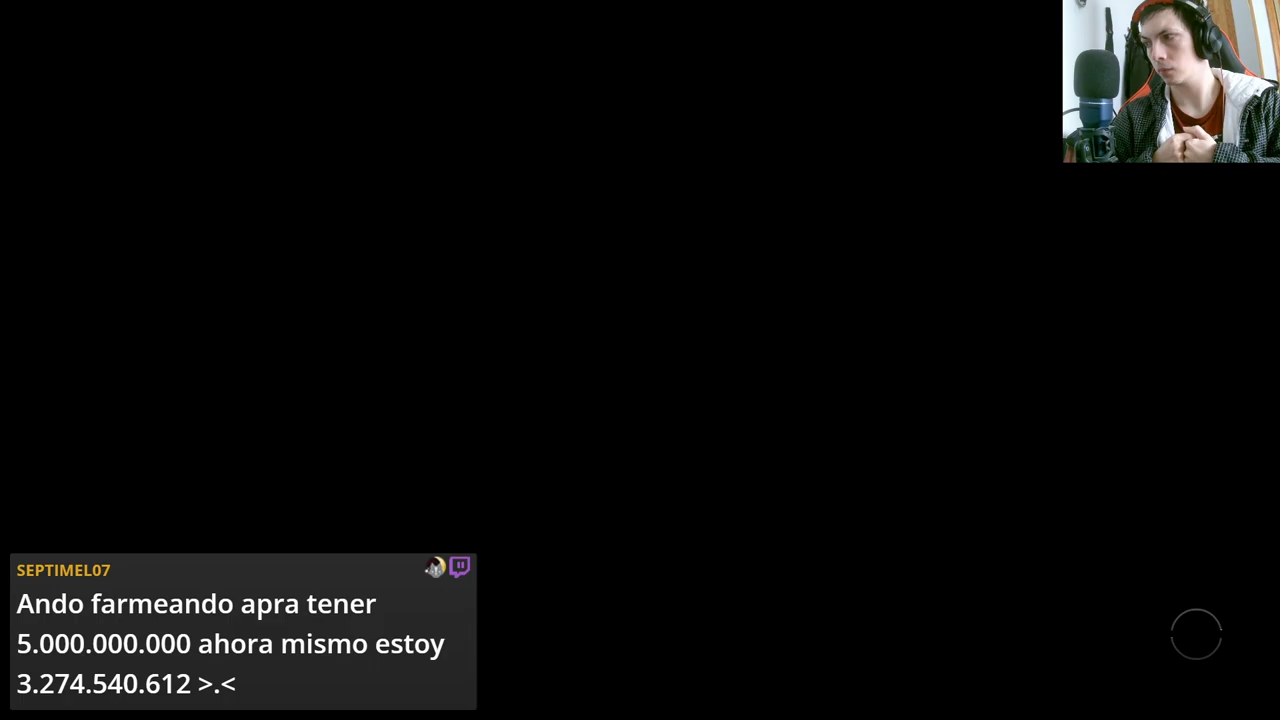 SEPTIMEL07
Ando farmeando apra tener
5.000.000.000 ahora mismo estoy
3.274.540.612 >.<